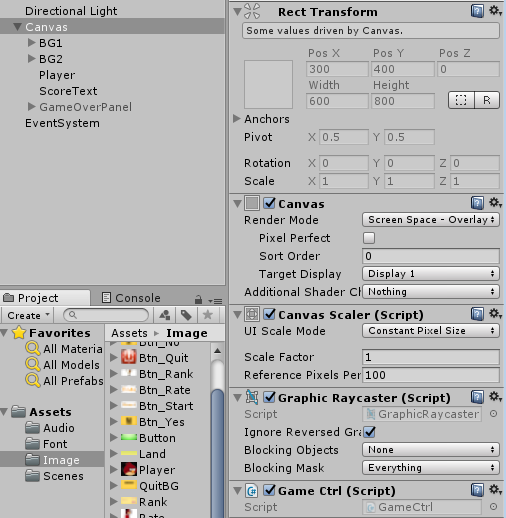 Directional Light
Canvas
BG1
BG2
Player
ScoreText
GameOverPanel
EventSystem
Project
Console
Create
Favorites
All Materia
All Models
All Prefabs
Assets
Audio
Font
Image
Scenes
Assets Image
Btn_No
Btn_Quit
Btn_Rank
Btn_Rate
Btn_Start
Btn_Yes
Button
Land
Player
QuitBG
Rank
Rate
Rect Transform
Some values driven by Canvas.
Pos X Pos Y Pos Z
300 400 0
Width Height
600 800
R
Anchors
Pivot X 0.5 Y 0.5
Rotation X 0 Y 0 Z 0
Scale X 1 Y 1 Z 1
Canvas
Render Mode Screen Space - Overlay
Pixel Perfect
Sort Order 0
Target Display Display 1
Additional Shader Ch Nothing
Canvas Scaler (Script)
UI Scale Mode Constant Pixel Size
Scale Factor 1
Reference Pixels Per 100
Graphic Raycaster (Script)
Script GraphicRaycaster
Ignore Reversed Gra
Blocking Objects None
Blocking Mask Everything
Game Ctrl (Script)
Script GameCtrl